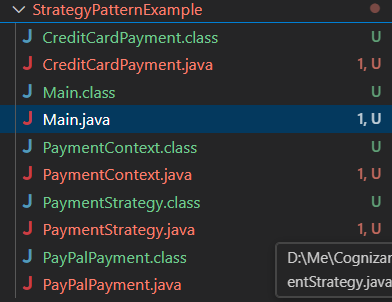 StrategyPatternExample
CreditCardPayment.class U
CreditCardPayment.java 1, U
Main.class U
Main.java 1, U
PaymentContext.class U
PaymentContext.java 1, U
PaymentStrategy.class U
PaymentStrategy.java 1, U
PayPalPayment.class
D:\Me\Cognizan
PayPalPayment.java
entStrategy.java